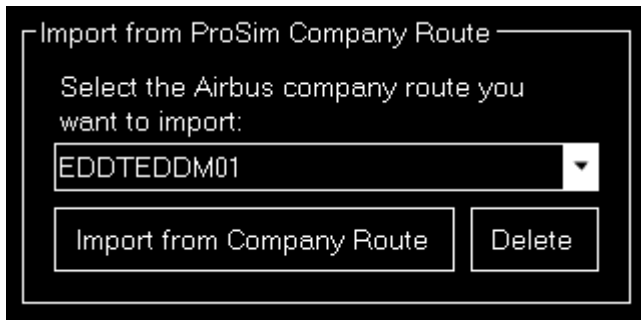 Import from ProSim Company Route
Select the Airbus company route you
want to import:
EDDTEDDM01
Import from Company Route
Delete